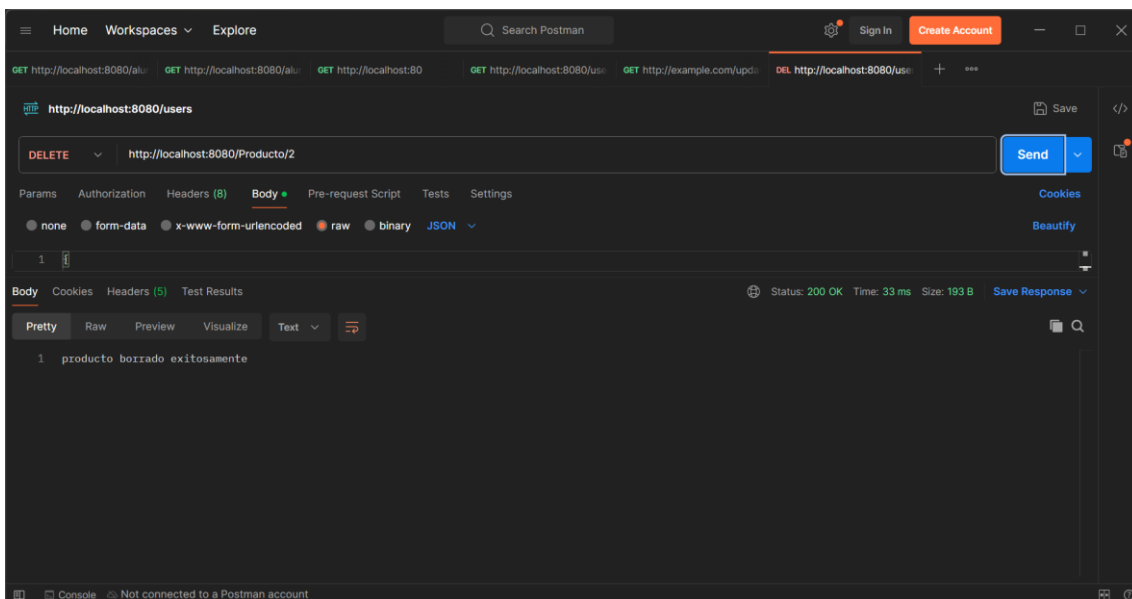 Home Workspaces Explore Search Postman Sign In Create Account
GET http://localhost:8080/alu GET http://localhost:8080/alu GET http://localhost:80 GET http://localhost:8080/use GET http://example.com/upda DEL http://localhost:8080/use
HTTP http://localhost:8080/users Save
DELETE http://localhost:8080/Producto/2 Send
Params Authorization Headers (8) Body Pre-request Script Tests Settings Cookies
none form-data x-www-form-urlencoded raw binary JSON Beautify
1 {
Body Cookies Headers (5) Test Results Status: 200 OK Time: 33 ms Size: 193 B Save Response
Pretty Raw Preview Visualize Text
1 producto borrado exitosamente
Console Not connected to a Postman account